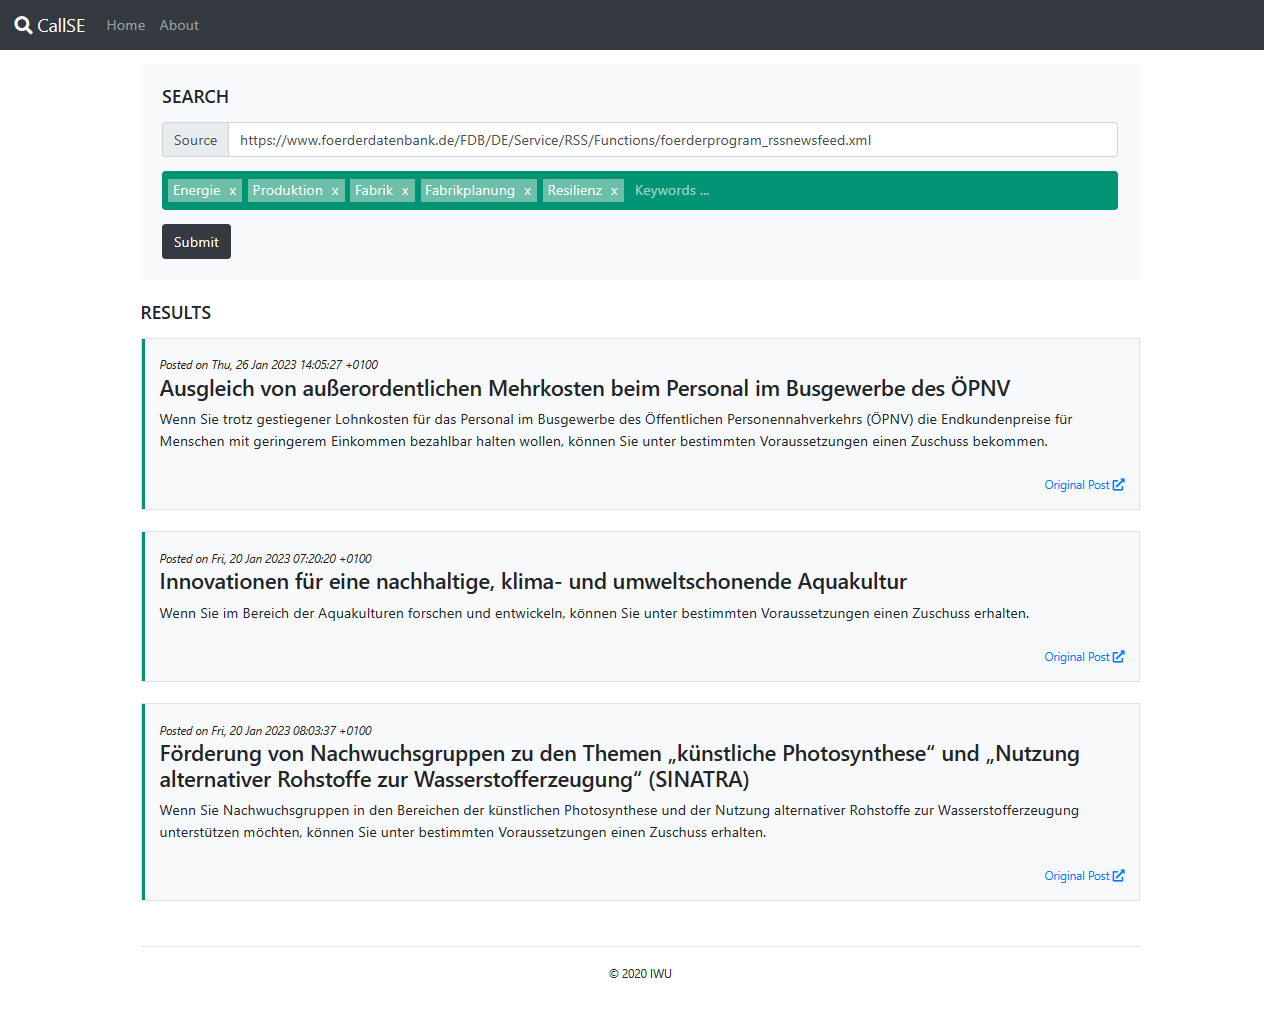 CallSE Home About
SEARCH
Source https://www.foerderdatenbank.de/FDB/DE/Service/RSS/Functions/foerderprogram_rssnewsfeed.xml
Energie x Produktion x Fabrik x Fabrikplanung x Resilienz x Keywords ...
Submit
RESULTS
Posted on Thu, 26 Jan 2023 14:05:27 +0100
Ausgleich von außerordentlichen Mehrkosten beim Personal im Busgewerbe des ÖPNV
Wenn Sie trotz gestiegener Lohnkosten für das Personal im Busgewerbe des Öffentlichen Personennahverkehrs (ÖPNV) die Endkundenpreise für
Menschen mit geringerem Einkommen bezahlbar halten wollen, können Sie unter bestimmten Voraussetzungen einen Zuschuss bekommen.
Original Post
Posted on Fri, 20 Jan 2023 07:20:20 +0100
Innovationen für eine nachhaltige, klima- und umweltschonende Aquakultur
Wenn Sie im Bereich der Aquakulturen forschen und entwickeln, können Sie unter bestimmten Voraussetzungen einen Zuschuss erhalten.
Original Post
Posted on Fri, 20 Jan 2023 08:03:37 +0100
Förderung von Nachwuchsgruppen zu den Themen „künstliche Photosynthese“ und „Nutzung
alternativer Rohstoffe zur Wasserstofferzeugung“ (SINATRA)
Wenn Sie Nachwuchsgruppen in den Bereichen der künstlichen Photosynthese und der Nutzung alternativer Rohstoffe zur Wasserstofferzeugung
unterstützen möchten, können Sie unter bestimmten Voraussetzungen einen Zuschuss erhalten.
Original Post
© 2020 IWU